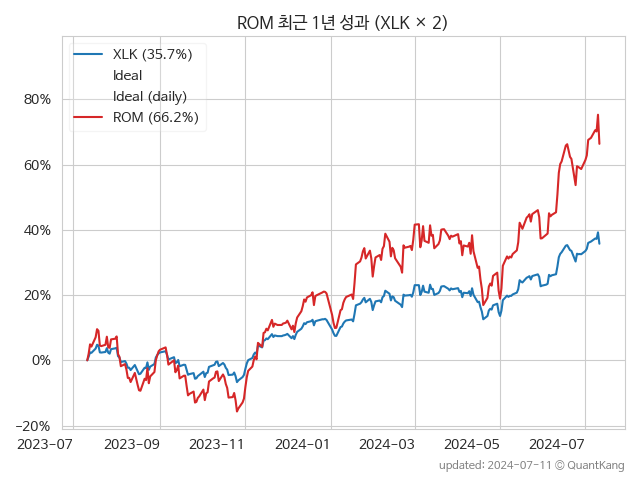 ROM 최근 1년 성과 (XLK × 2)
XLK (35.7%)
Ideal
Ideal (daily)
ROM (66.2%)
80%
60%
40%
20%
0%
−20%
2023-07
2023-09
2023-11
2024-01
2024-03
2024-05
2024-07
updated: 2024-07-11 © QuantKang